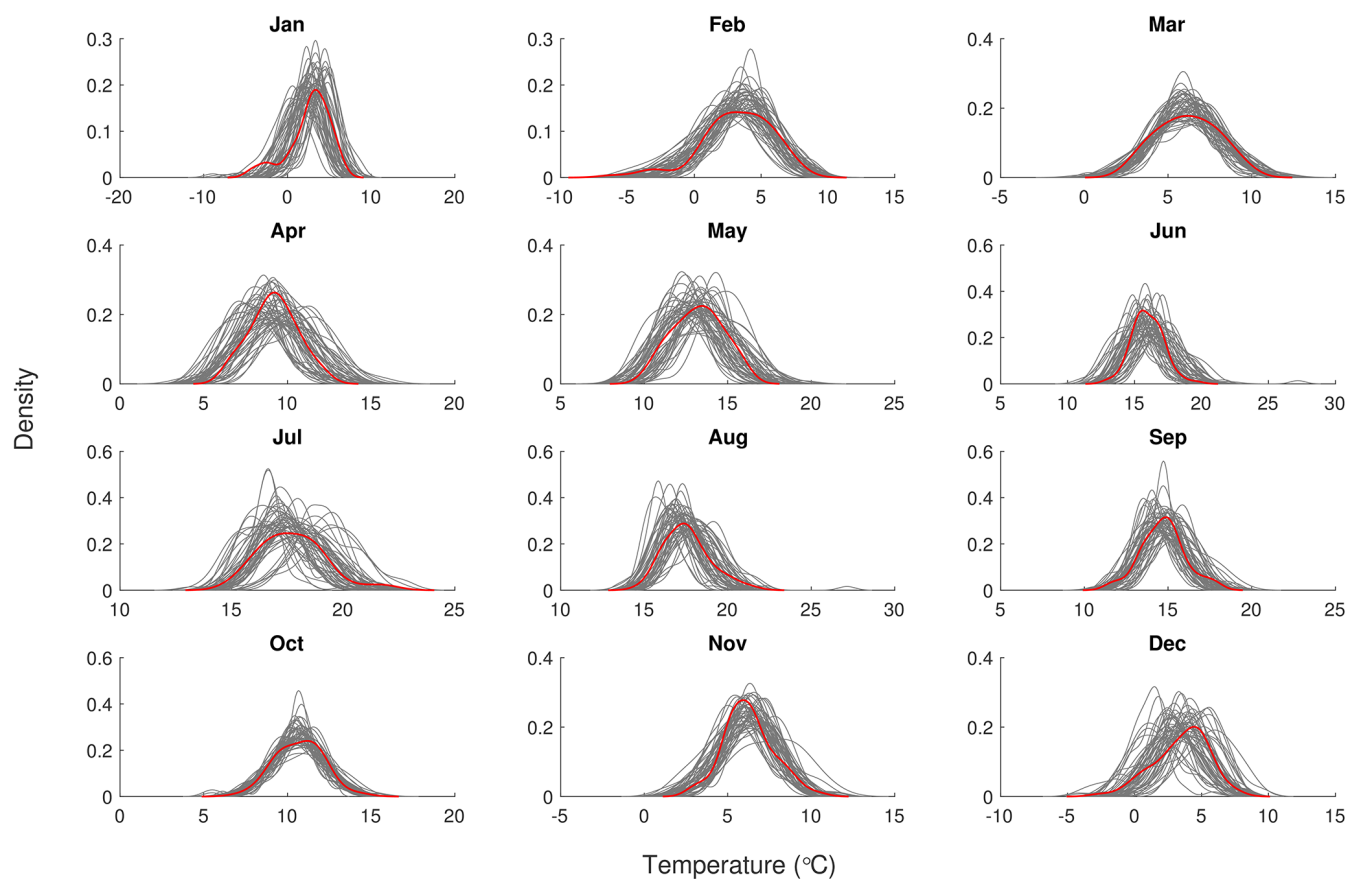 Jan Feb Mar
0.3 0.3 0.4
0.2 0.2
0.2
0.1 0.1
0 0 0
-20 -10 0 10 20 -10 -5 0 5 10 15 -5 0 5 10 15
Apr May Jun
0.4 0.4 0.6
0.4
0.2 0.2
0.2
0 0 0
0 5 10 15 20 5 10 15 20 25 5 10 15 20 25 30
Density
Jul Aug Sep
0.6 0.6 0.6
0.4 0.4 0.4
0.2 0.2 0.2
0 0 0
10 15 20 25 10 15 20 25 30 5 10 15 20 25
Oct Nov Dec
0.6 0.4 0.4
0.4
0.2 0.2
0.2
0 0 0
0 5 10 15 20 -5 0 5 10 15 -10 -5 0 5 10 15
Temperature (°C)